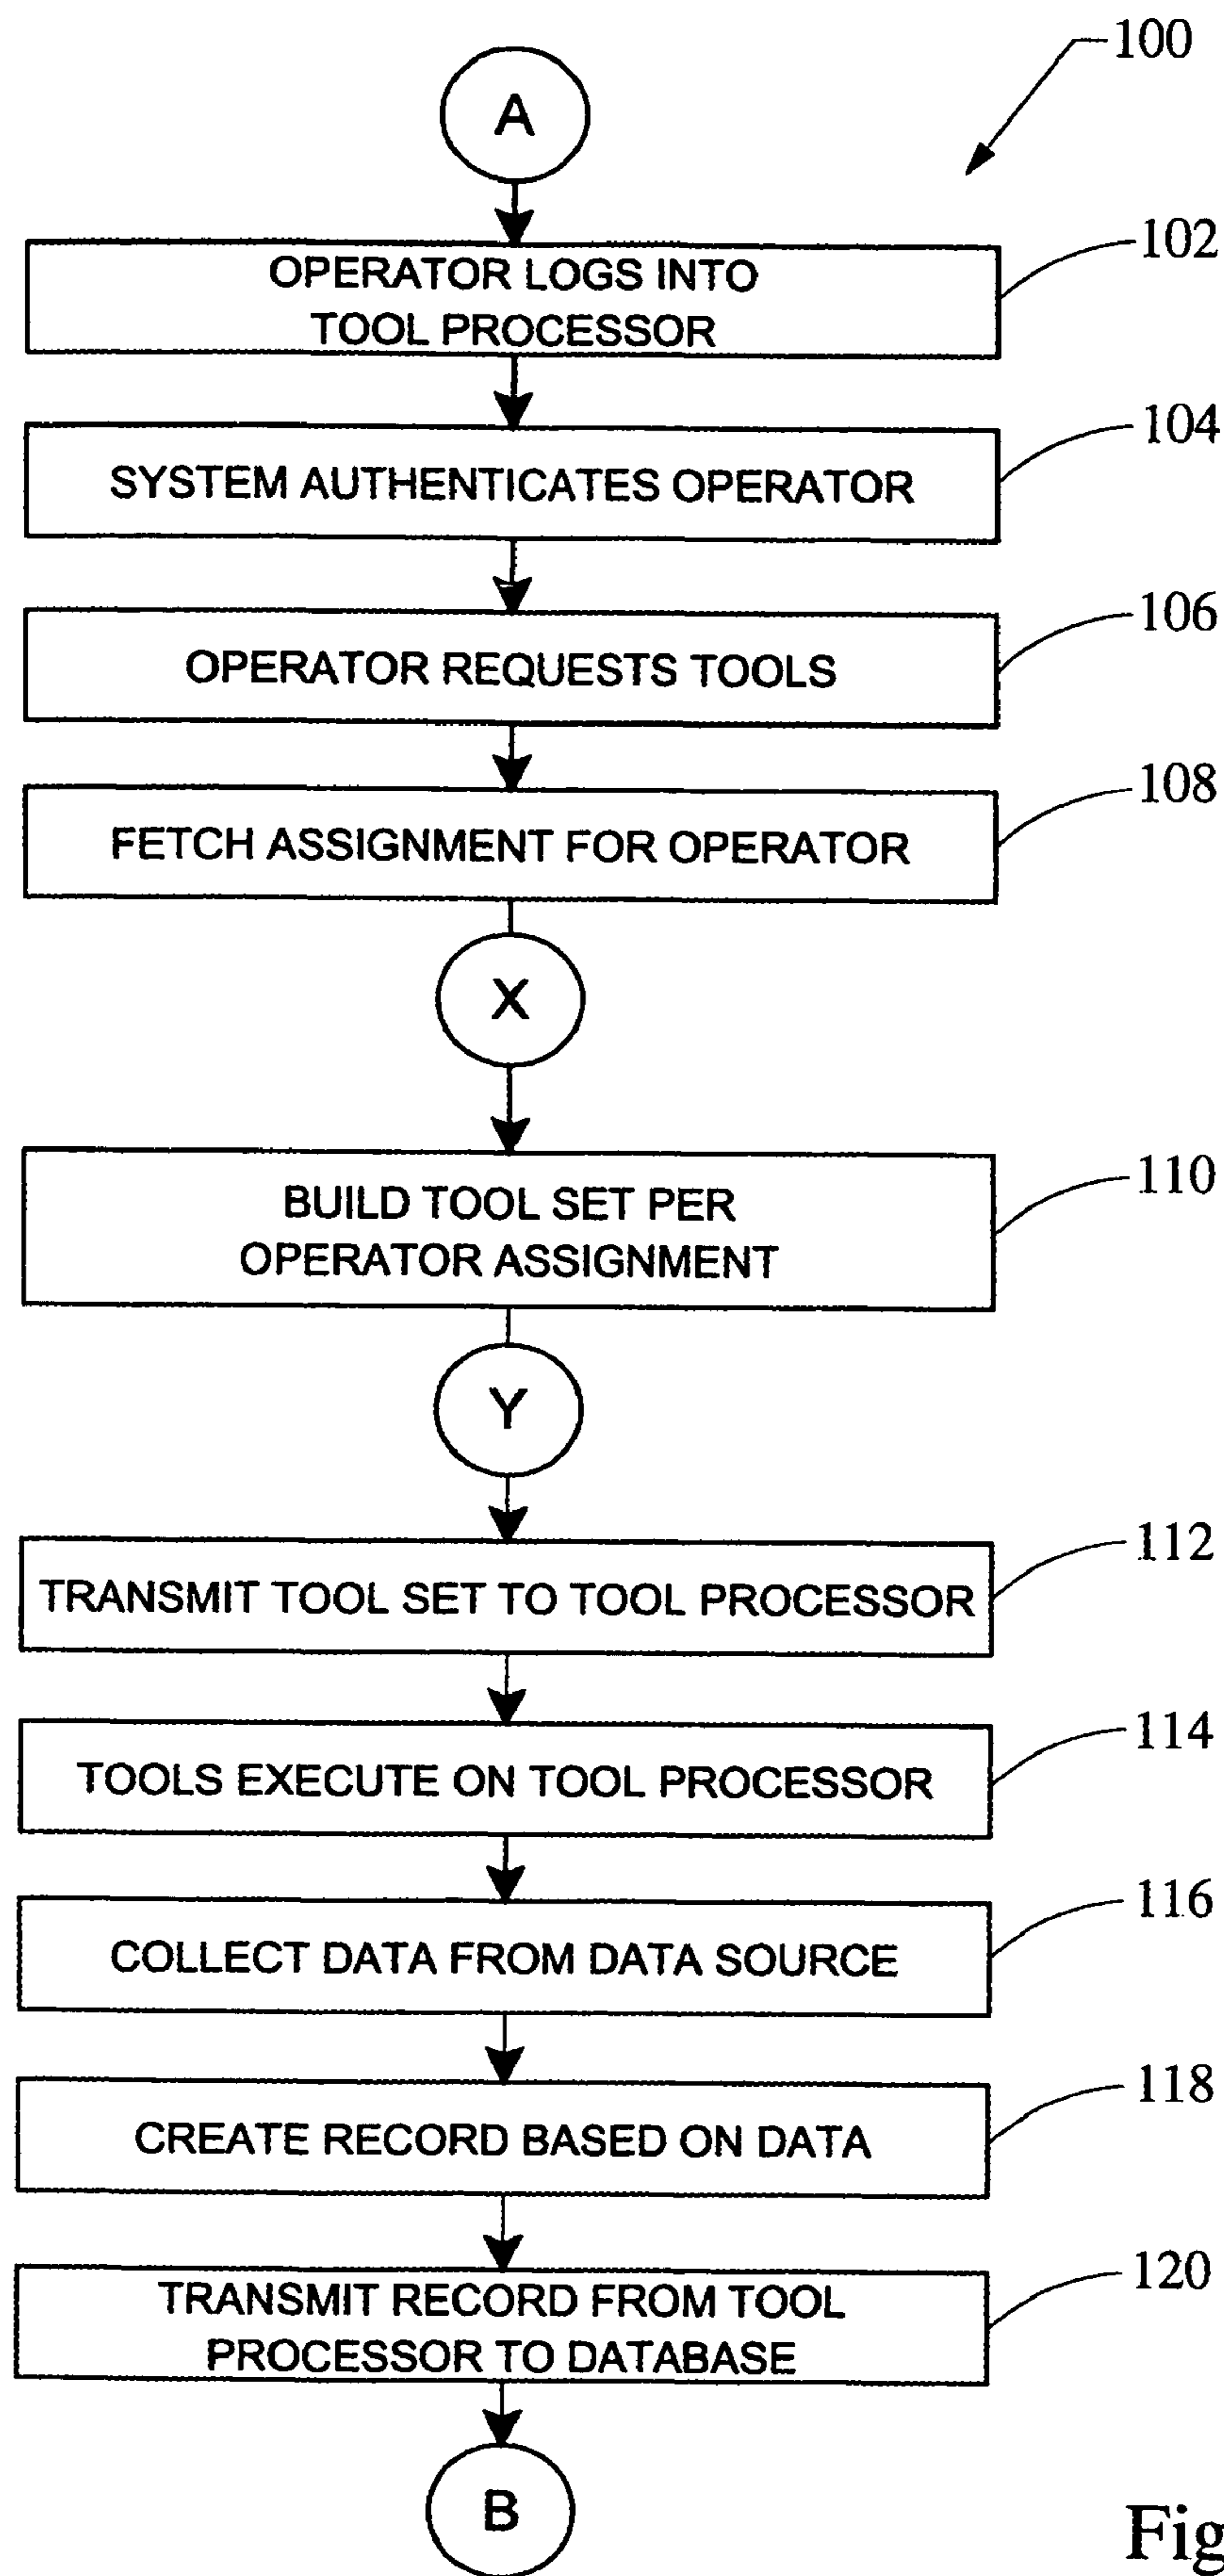 100
A
102
OPERATOR LOGS INTO
TOOL PROCESSOR
104
SYSTEM AUTHENTICATES OPERATOR
106
OPERATOR REQUESTS TOOLS
108
FETCH ASSIGNMENT FOR OPERATOR
X
110
BUILD TOOL SET PER
OPERATOR ASSIGNMENT
Y
112
TRANSMIT TOOL SET TO TOOL PROCESSOR
114
TOOLS EXECUTE ON TOOL PROCESSOR
116
COLLECT DATA FROM DATA SOURCE
118
CREATE RECORD BASED ON DATA
120
TRANSMIT RECORD FROM TOOL
PROCESSOR TO DATABASE
B
Fig